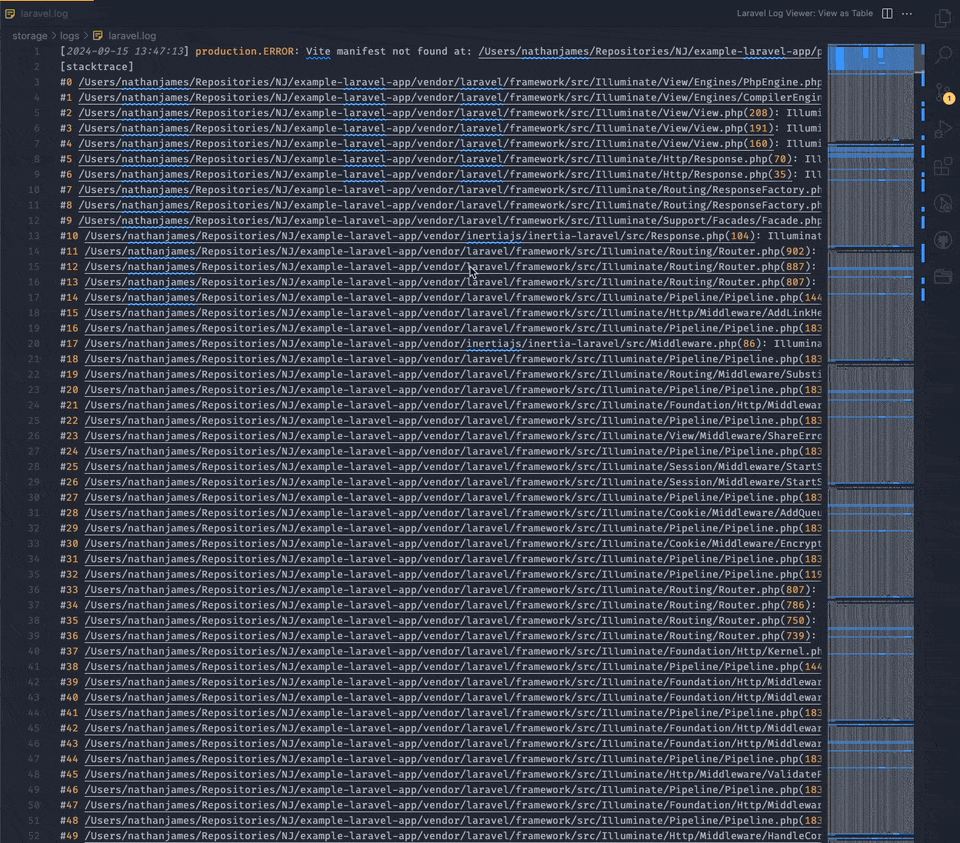 laravel.log
Laravel Log Viewer: View as Table
storage > logs > laravel.log
1 [2024-09-15 13:47:13] production.ERROR: Vite manifest not found at: /Users/nathanjames/Repositories/NJ/example-laravel-app/p
2 [stacktrace]
3 #0 /Users/nathanjames/Repositories/NJ/example-laravel-app/vendor/laravel/framework/src/Illuminate/View/Engines/PhpEngine.php
4 #1 /Users/nathanjames/Repositories/NJ/example-laravel-app/vendor/laravel/framework/src/Illuminate/View/Engines/CompilerEngin
5 #2 /Users/nathanjames/Repositories/NJ/example-laravel-app/vendor/laravel/framework/src/Illuminate/View/View.php(208): Illumi
6 #3 /Users/nathanjames/Repositories/NJ/example-laravel-app/vendor/laravel/framework/src/Illuminate/View/View.php(191): Illumi
7 #4 /Users/nathanjames/Repositories/NJ/example-laravel-app/vendor/laravel/framework/src/Illuminate/View/View.php(160): Illumi
8 #5 /Users/nathanjames/Repositories/NJ/example-laravel-app/vendor/laravel/framework/src/Illuminate/Http/Response.php(70): Ill
9 #6 /Users/nathanjames/Repositories/NJ/example-laravel-app/vendor/laravel/framework/src/Illuminate/Http/Response.php(35): Ill
10 #7 /Users/nathanjames/Repositories/NJ/example-laravel-app/vendor/laravel/framework/src/Illuminate/Routing/ResponseFactory.ph
11 #8 /Users/nathanjames/Repositories/NJ/example-laravel-app/vendor/laravel/framework/src/Illuminate/Routing/ResponseFactory.ph
12 #9 /Users/nathanjames/Repositories/NJ/example-laravel-app/vendor/laravel/framework/src/Illuminate/Support/Facades/Facade.php
13 #10 /Users/nathanjames/Repositories/NJ/example-laravel-app/vendor/inertiajs/inertia-laravel/src/Response.php(104): Illuminat
14 #11 /Users/nathanjames/Repositories/NJ/example-laravel-app/vendor/laravel/framework/src/Illuminate/Routing/Router.php(902):
15 #12 /Users/nathanjames/Repositories/NJ/example-laravel-app/vendor/laravel/framework/src/Illuminate/Routing/Router.php(887):
16 #13 /Users/nathanjames/Repositories/NJ/example-laravel-app/vendor/laravel/framework/src/Illuminate/Routing/Router.php(807):
17 #14 /Users/nathanjames/Repositories/NJ/example-laravel-app/vendor/laravel/framework/src/Illuminate/Pipeline/Pipeline.php(144
18 #15 /Users/nathanjames/Repositories/NJ/example-laravel-app/vendor/laravel/framework/src/Illuminate/Http/Middleware/AddLinkHe
19 #16 /Users/nathanjames/Repositories/NJ/example-laravel-app/vendor/laravel/framework/src/Illuminate/Pipeline/Pipeline.php(183
20 #17 /Users/nathanjames/Repositories/NJ/example-laravel-app/vendor/inertiajs/inertia-laravel/src/Middleware.php(86): Illumina
21 #18 /Users/nathanjames/Repositories/NJ/example-laravel-app/vendor/laravel/framework/src/Illuminate/Pipeline/Pipeline.php(183
22 #19 /Users/nathanjames/Repositories/NJ/example-laravel-app/vendor/laravel/framework/src/Illuminate/Routing/Middleware/Substi
23 #20 /Users/nathanjames/Repositories/NJ/example-laravel-app/vendor/laravel/framework/src/Illuminate/Pipeline/Pipeline.php(183
24 #21 /Users/nathanjames/Repositories/NJ/example-laravel-app/vendor/laravel/framework/src/Illuminate/Foundation/Http/Middlewar
25 #22 /Users/nathanjames/Repositories/NJ/example-laravel-app/vendor/laravel/framework/src/Illuminate/Pipeline/Pipeline.php(183
26 #23 /Users/nathanjames/Repositories/NJ/example-laravel-app/vendor/laravel/framework/src/Illuminate/View/Middleware/ShareErro
27 #24 /Users/nathanjames/Repositories/NJ/example-laravel-app/vendor/laravel/framework/src/Illuminate/Pipeline/Pipeline.php(183
28 #25 /Users/nathanjames/Repositories/NJ/example-laravel-app/vendor/laravel/framework/src/Illuminate/Session/Middleware/StartS
29 #26 /Users/nathanjames/Repositories/NJ/example-laravel-app/vendor/laravel/framework/src/Illuminate/Session/Middleware/StartS
30 #27 /Users/nathanjames/Repositories/NJ/example-laravel-app/vendor/laravel/framework/src/Illuminate/Pipeline/Pipeline.php(183
31 #28 /Users/nathanjames/Repositories/NJ/example-laravel-app/vendor/laravel/framework/src/Illuminate/Cookie/Middleware/AddQueu
32 #29 /Users/nathanjames/Repositories/NJ/example-laravel-app/vendor/laravel/framework/src/Illuminate/Pipeline/Pipeline.php(183
33 #30 /Users/nathanjames/Repositories/NJ/example-laravel-app/vendor/laravel/framework/src/Illuminate/Cookie/Middleware/Encrypt
34 #31 /Users/nathanjames/Repositories/NJ/example-laravel-app/vendor/laravel/framework/src/Illuminate/Pipeline/Pipeline.php(183
35 #32 /Users/nathanjames/Repositories/NJ/example-laravel-app/vendor/laravel/framework/src/Illuminate/Pipeline/Pipeline.php(119
36 #33 /Users/nathanjames/Repositories/NJ/example-laravel-app/vendor/laravel/framework/src/Illuminate/Routing/Router.php(807):
37 #34 /Users/nathanjames/Repositories/NJ/example-laravel-app/vendor/laravel/framework/src/Illuminate/Routing/Router.php(786):
38 #35 /Users/nathanjames/Repositories/NJ/example-laravel-app/vendor/laravel/framework/src/Illuminate/Routing/Router.php(750):
39 #36 /Users/nathanjames/Repositories/NJ/example-laravel-app/vendor/laravel/framework/src/Illuminate/Routing/Router.php(739):
40 #37 /Users/nathanjames/Repositories/NJ/example-laravel-app/vendor/laravel/framework/src/Illuminate/Foundation/Http/Kernel.ph
41 #38 /Users/nathanjames/Repositories/NJ/example-laravel-app/vendor/laravel/framework/src/Illuminate/Pipeline/Pipeline.php(144
42 #39 /Users/nathanjames/Repositories/NJ/example-laravel-app/vendor/laravel/framework/src/Illuminate/Foundation/Http/Middlewar
43 #40 /Users/nathanjames/Repositories/NJ/example-laravel-app/vendor/laravel/framework/src/Illuminate/Foundation/Http/Middlewar
44 #41 /Users/nathanjames/Repositories/NJ/example-laravel-app/vendor/laravel/framework/src/Illuminate/Pipeline/Pipeline.php(183
45 #42 /Users/nathanjames/Repositories/NJ/example-laravel-app/vendor/laravel/framework/src/Illuminate/Foundation/Http/Middlewar
46 #43 /Users/nathanjames/Repositories/NJ/example-laravel-app/vendor/laravel/framework/src/Illuminate/Foundation/Http/Middlewar
47 #44 /Users/nathanjames/Repositories/NJ/example-laravel-app/vendor/laravel/framework/src/Illuminate/Pipeline/Pipeline.php(183
48 #45 /Users/nathanjames/Repositories/NJ/example-laravel-app/vendor/laravel/framework/src/Illuminate/Http/Middleware/ValidateP
49 #46 /Users/nathanjames/Repositories/NJ/example-laravel-app/vendor/laravel/framework/src/Illuminate/Pipeline/Pipeline.php(183
50 #47 /Users/nathanjames/Repositories/NJ/example-laravel-app/vendor/laravel/framework/src/Illuminate/Foundation/Http/Middlewar
51 #48 /Users/nathanjames/Repositories/NJ/example-laravel-app/vendor/laravel/framework/src/Illuminate/Pipeline/Pipeline.php(183
52 #49 /Users/nathanjames/Repositories/NJ/example-laravel-app/vendor/laravel/framework/src/Illuminate/Http/Middleware/HandleCor
1